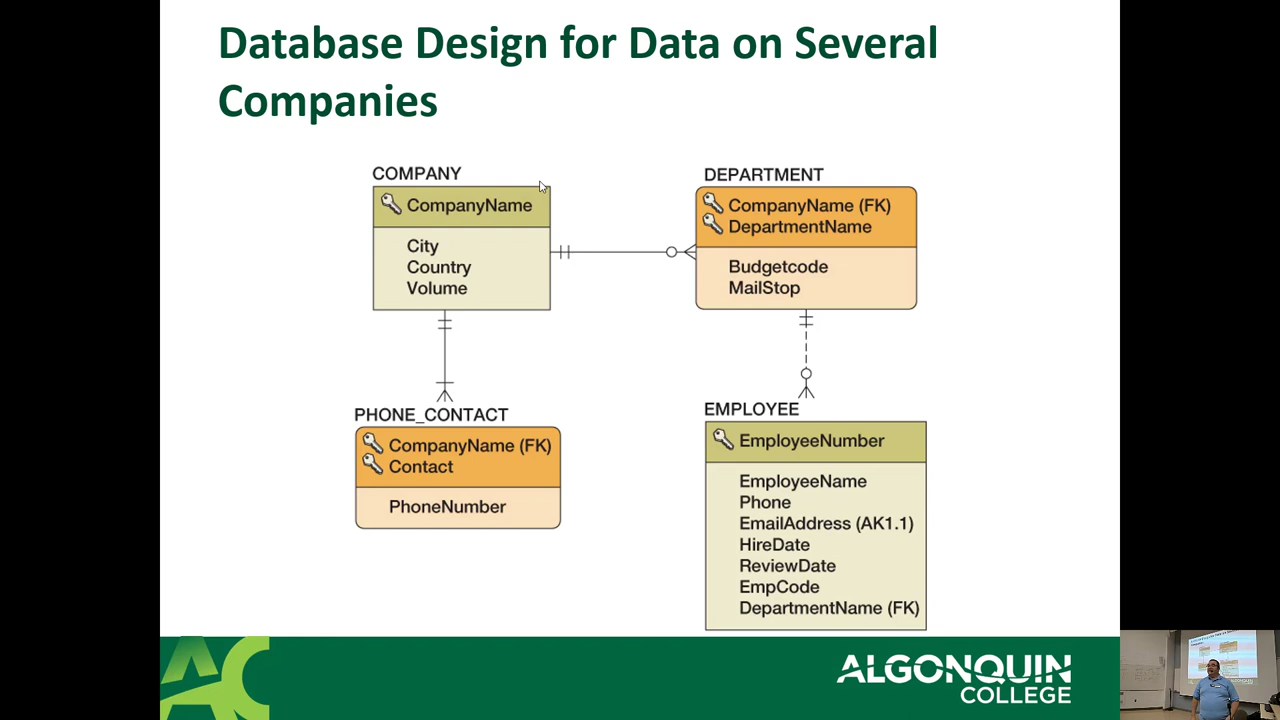 Database Design for Data on Several
Companies
COMPANY
CompanyName
City
Country
Volume
DEPARTMENT
CompanyName (FK)
DepartmentName
Budgetcode
MailStop
PHONE_CONTACT
CompanyName (FK)
Contact
PhoneNumber
EMPLOYEE
EmployeeNumber
EmployeeName
Phone
EmailAddress (AK1.1)
HireDate
ReviewDate
EmpCode
DepartmentName (FK)
AC
ALGONQUIN
COLLEGE